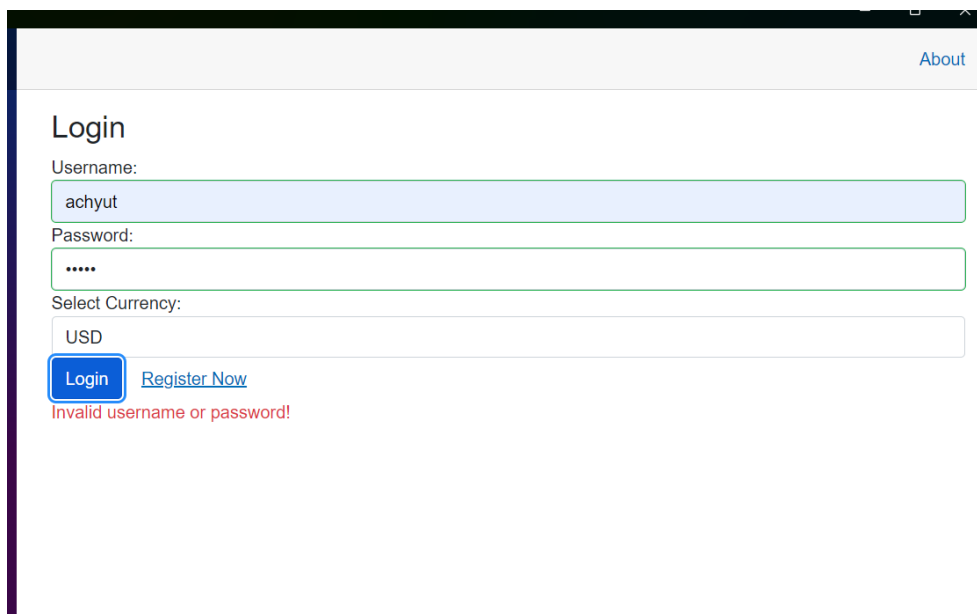 About
Login
Username:
achyut
Password:
•••••
Select Currency:
USD
Login Register Now
Invalid username or password!